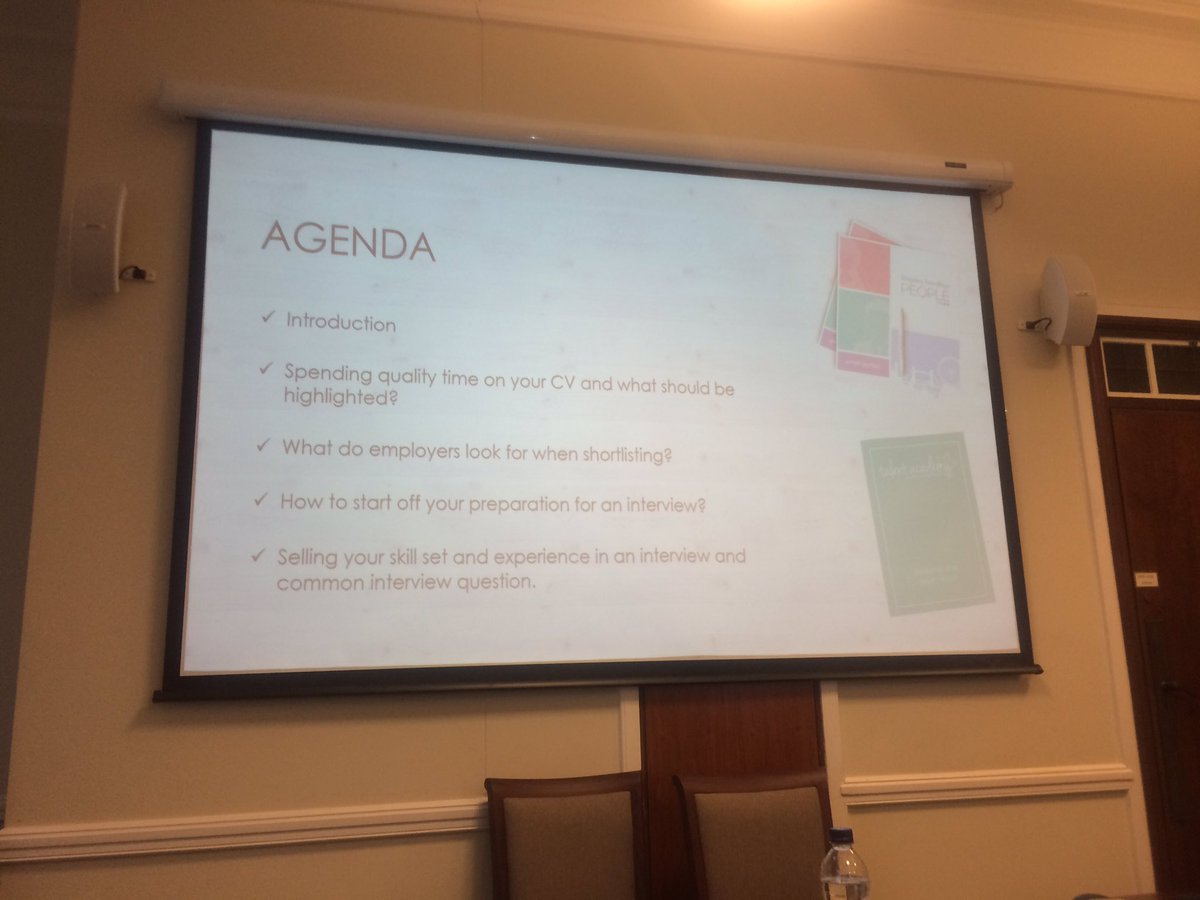 AGENDA
✓ Introduction
✓ Spending quality time on your CV and what should be
highlighted?
✓ What do employers look for when shortlisting?
✓ How to start off your preparation for an interview?
✓ Selling your skill set and experience in an interview and
common interview question.
PEOPLE
talent academy